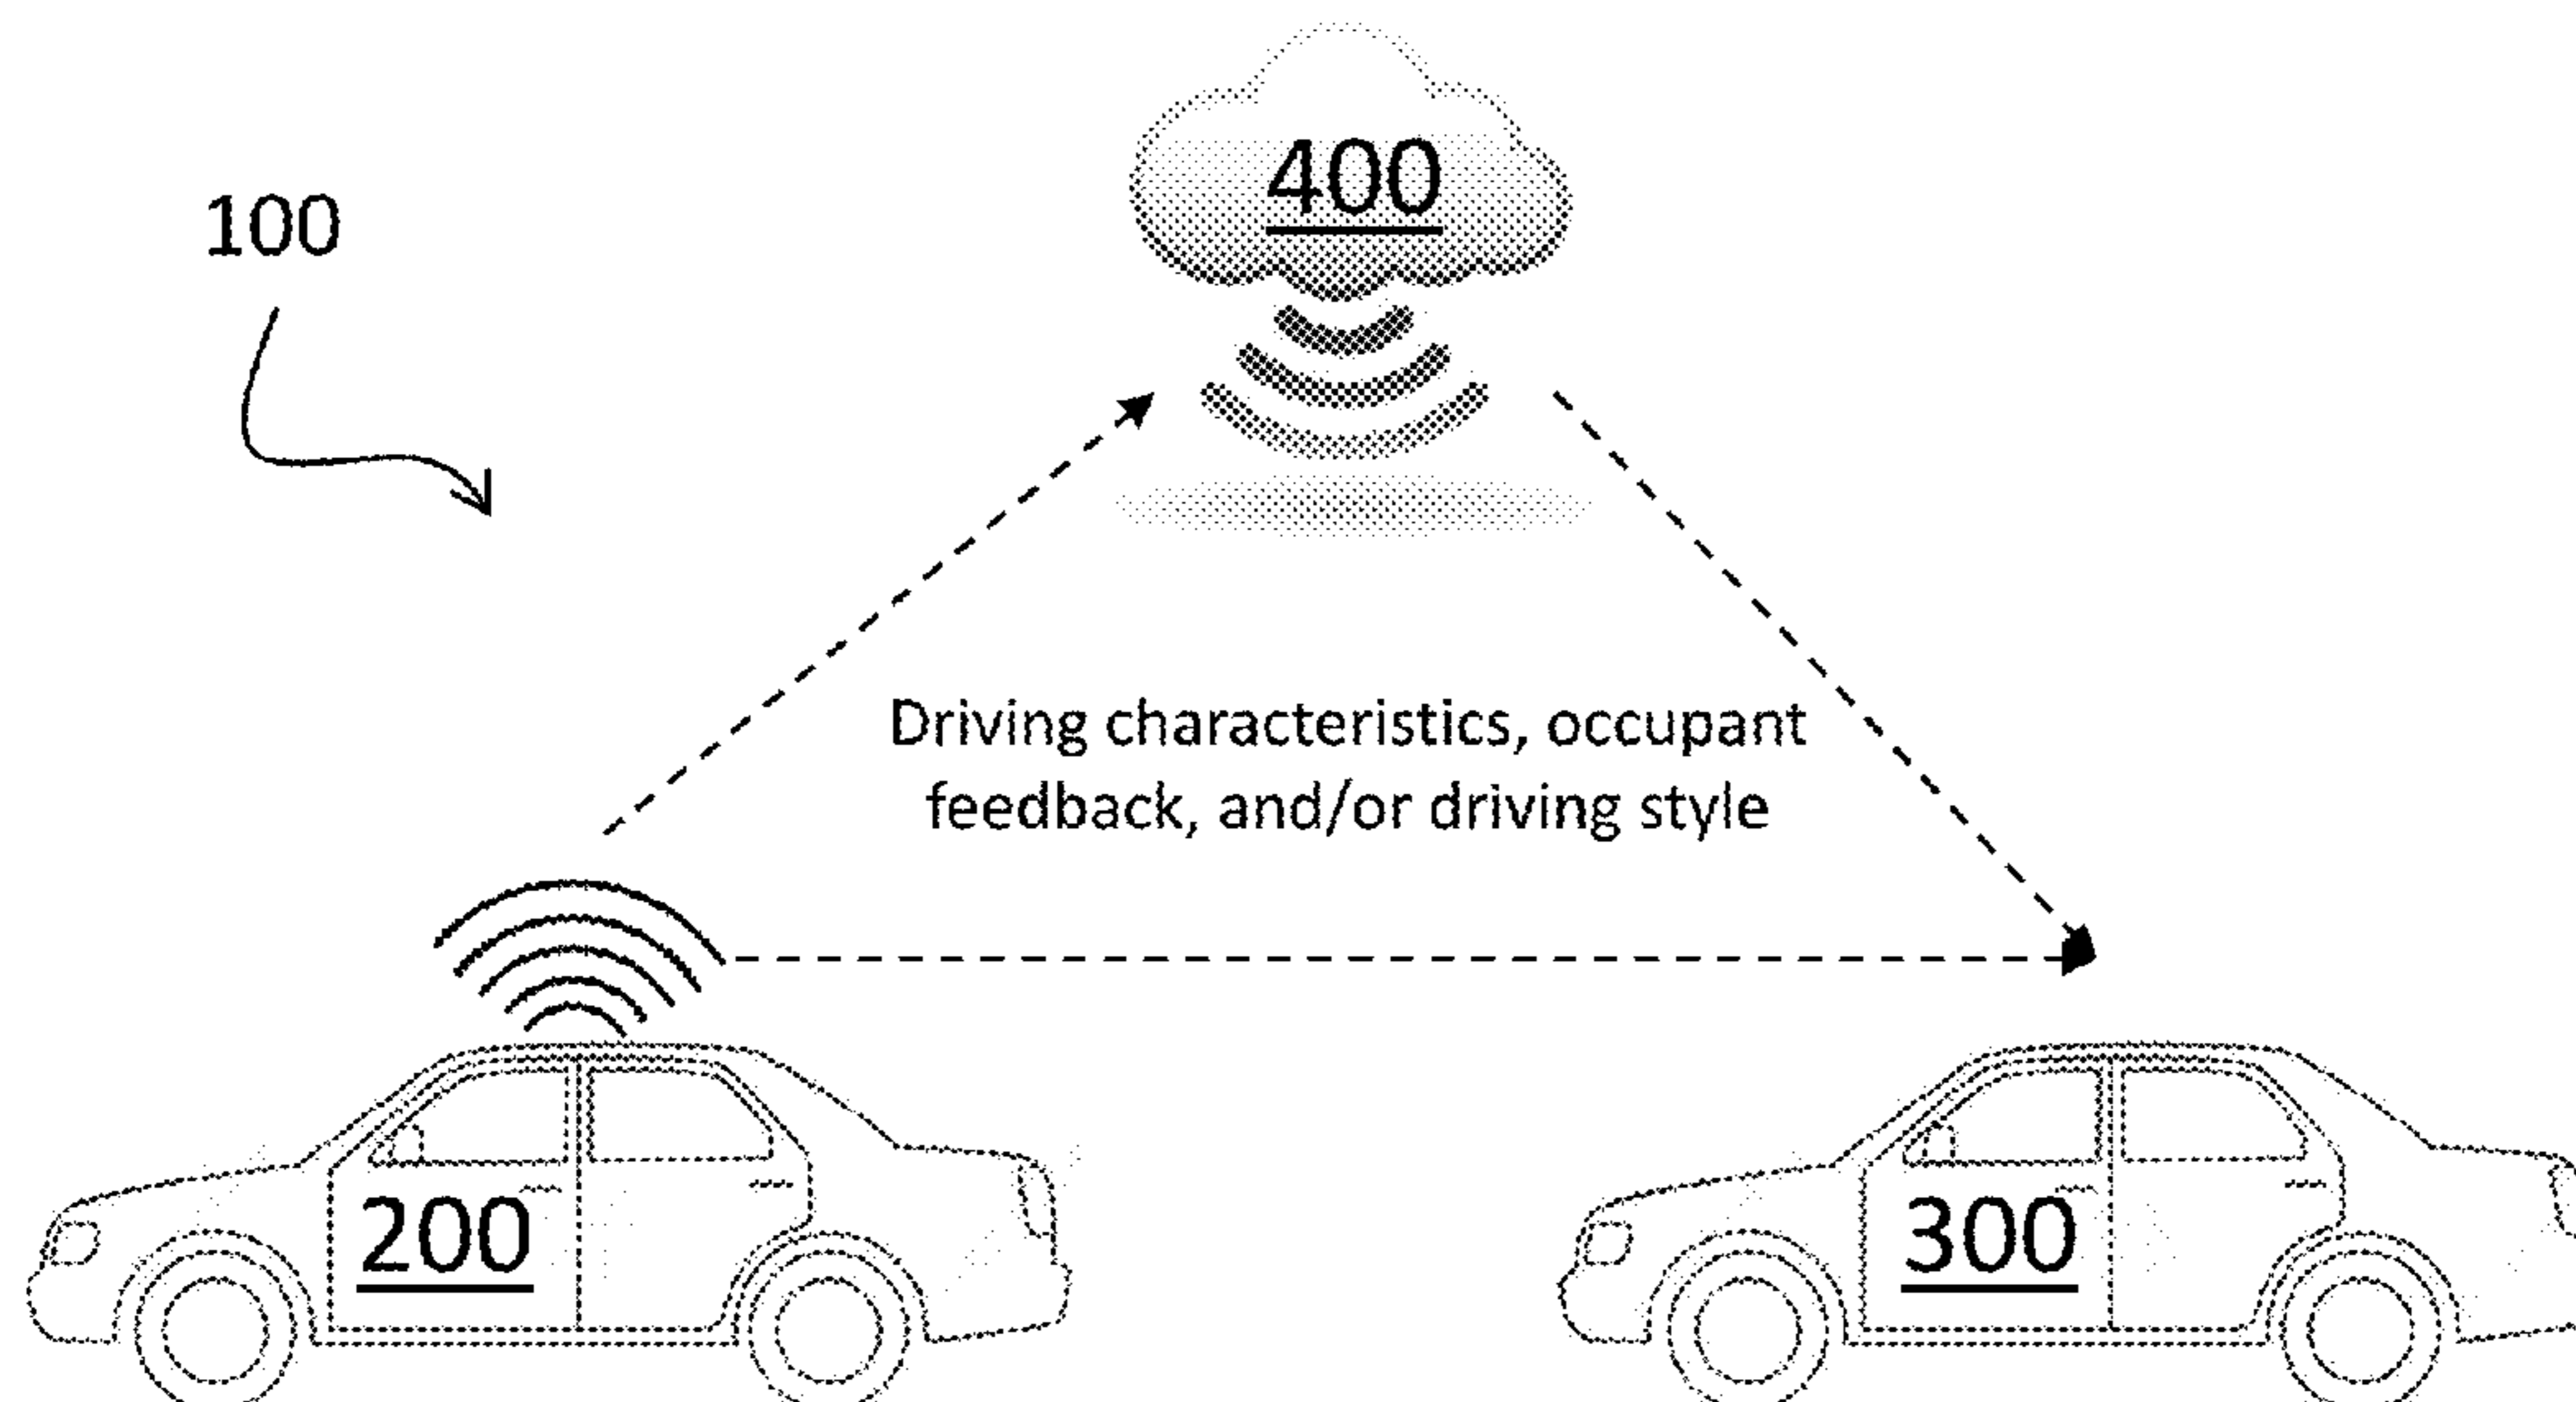 400
100
Driving characteristics, occupant
feedback, and/or driving style
200
300